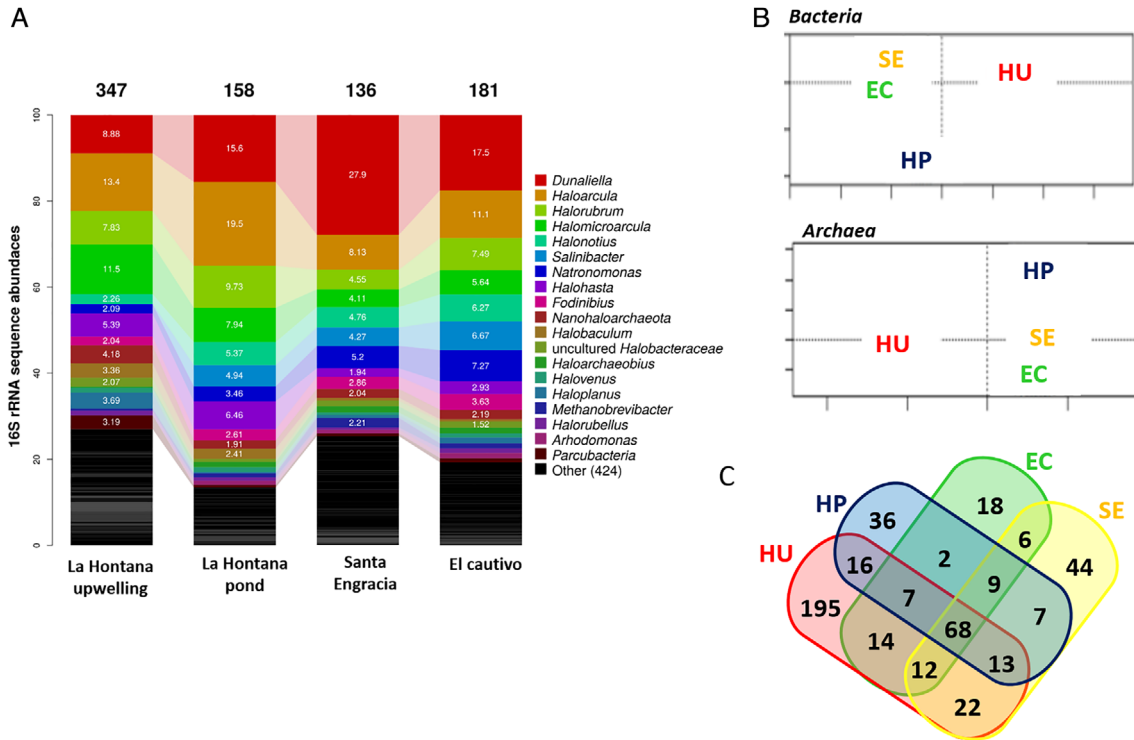 A
347
158
136
181
16S rRNA sequence abundaces
100
80
60
40
20
0
8.88
13.4
7.83
11.5
2.26
2.09
5.39
2.04
4.18
3.36
2.07
3.69
3.19
15.6
19.5
9.73
7.94
5.37
4.94
3.46
6.46
2.61
1.91
2.41
27.9
8.13
4.55
4.11
4.76
4.27
5.2
1.94
2.86
2.04
2.21
17.5
11.1
7.49
5.64
6.27
6.67
7.27
2.93
3.63
2.19
1.52
La Hontana
upwelling
La Hontana
pond
Santa
Engracia
El cautivo
Dunaliella
Haloarcula
Halorubrum
Halomicroarcula
Halonotius
Salinibacter
Natronomonas
Halohasta
Fodinibius
Nanohaloarchaeota
Halobaculum
uncultured Halobacteraceae
Haloarchaeobius
Halovenus
Haloplanus
Methanobrevibacter
Halorubellus
Arhodomonas
Parcubacteria
Other (424)
B
Bacteria
SE
EC
HU
HP
Archaea
HP
HU
SE
EC
C
HP
EC
SE
HU
36
18
6
44
16
2
9
7
195
7
68
14
12
13
22